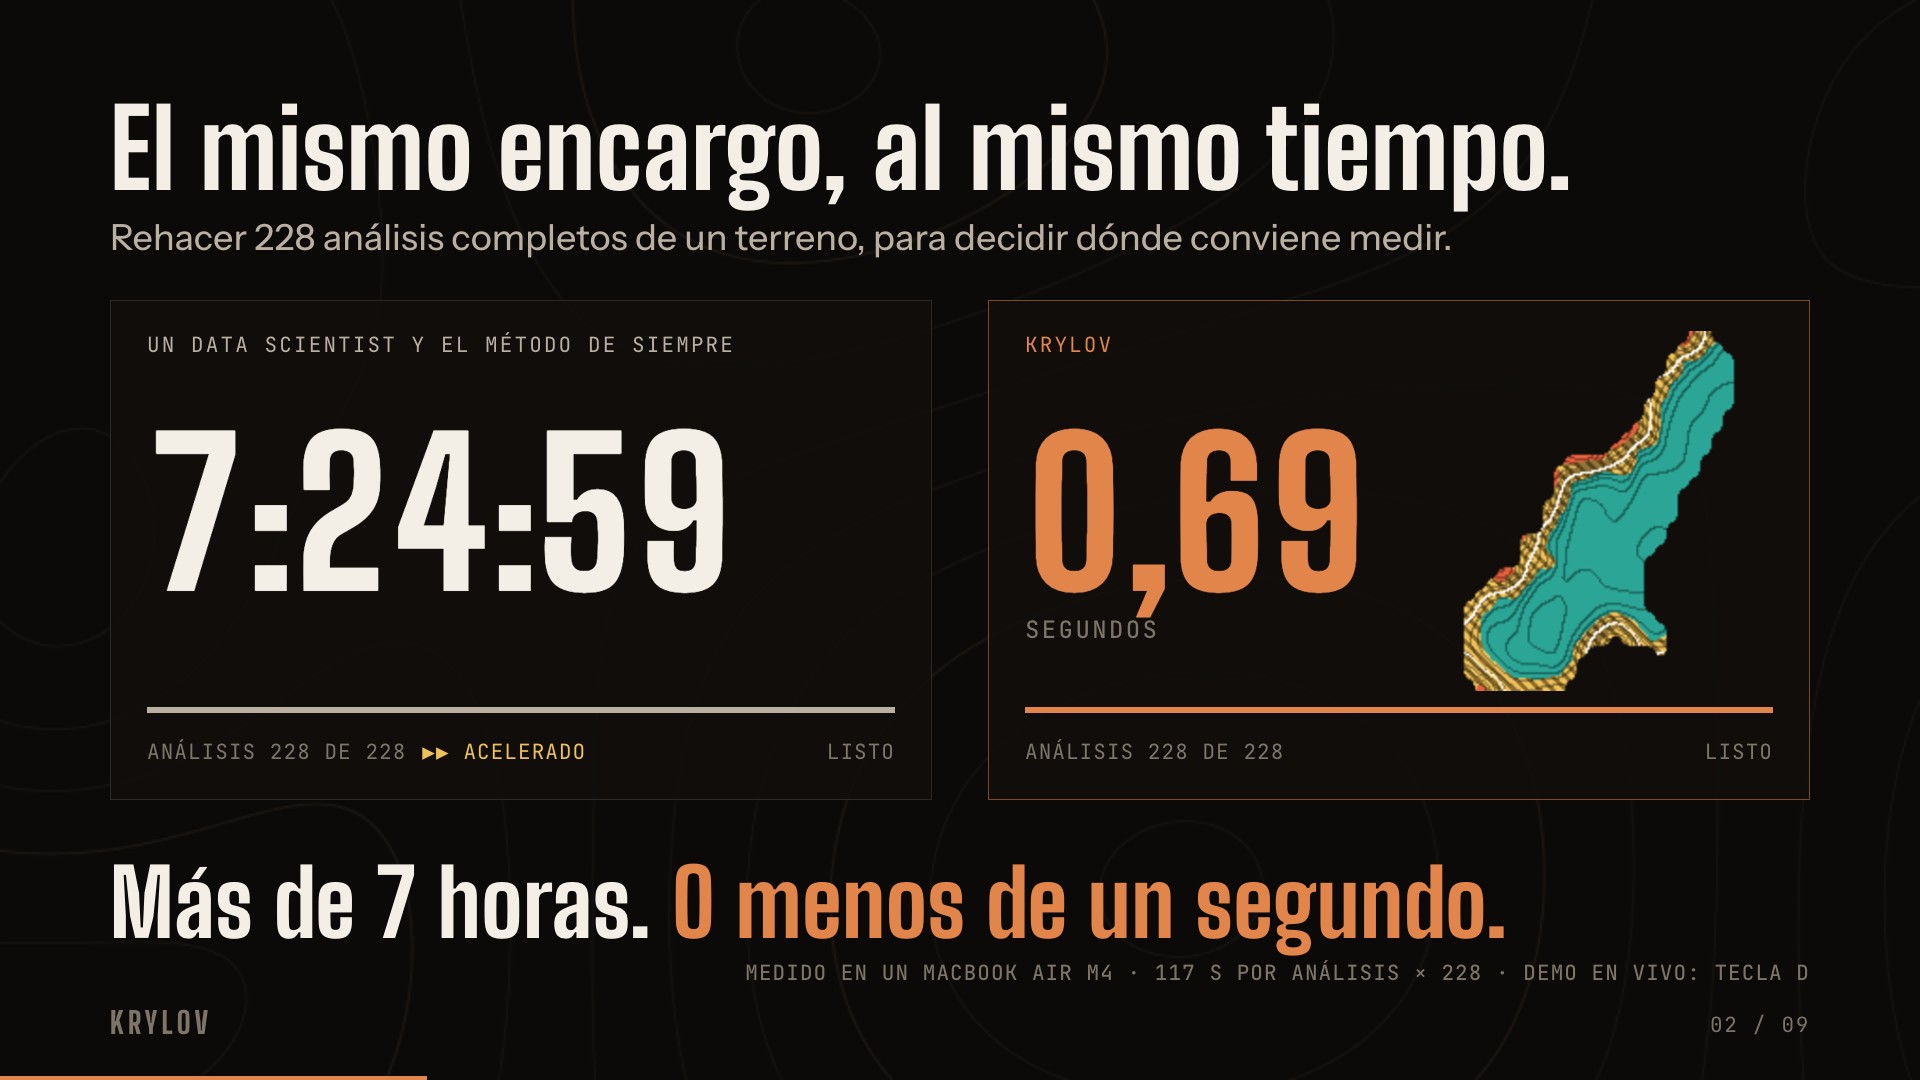 El mismo encargo, al mismo tiempo.
Rehacer 228 análisis completos de un terreno, para decidir dónde conviene medir.
UN DATA SCIENTIST Y EL MÉTODO DE SIEMPRE
7:24:59
ANÁLISIS 228 DE 228 ▶▶ ACELERADO
LISTO
KRYLOV
0,69
SEGUNDOS
ANÁLISIS 228 DE 228
LISTO
Más de 7 horas. O menos de un segundo.
MEDIDO EN UN MACBOOK AIR M4 · 117 S POR ANÁLISIS × 228 · DEMO EN VIVO: TECLA D
KRYLOV
02 / 09